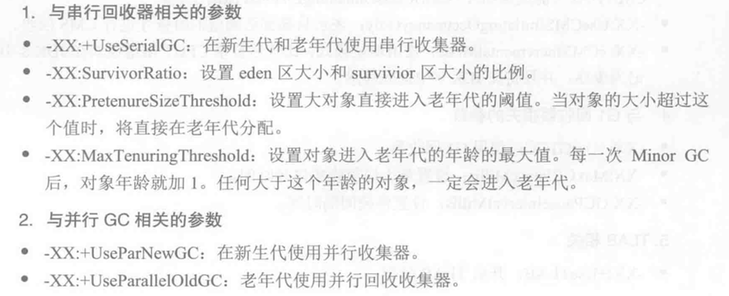 1. 与串行回收器相关的参数
● -XX:+UseSerialGC：在新生代和老年代使用串行收集器。
● -XX:SurvivorRatio：设置 eden 区大小和 survivior 区大小的比例。
● -XX:PretenureSizeThreshold：设置大对象直接进入老年代的阈值。当对象的大小超过这
个值时，将直接在老年代分配。
● -XX:MaxTenuringThreshold：设置对象进入老年代的年龄的最大值。每一次 Minor GC
后，对象年龄就加 1。任何大于这个年龄的对象，一定会进入老年代。
2. 与并行 GC 相关的参数
● -XX:+UseParNewGC：在新生代使用并行收集器。
● -XX:+UseParallelOldGC：老年代使用并行回收收集器。